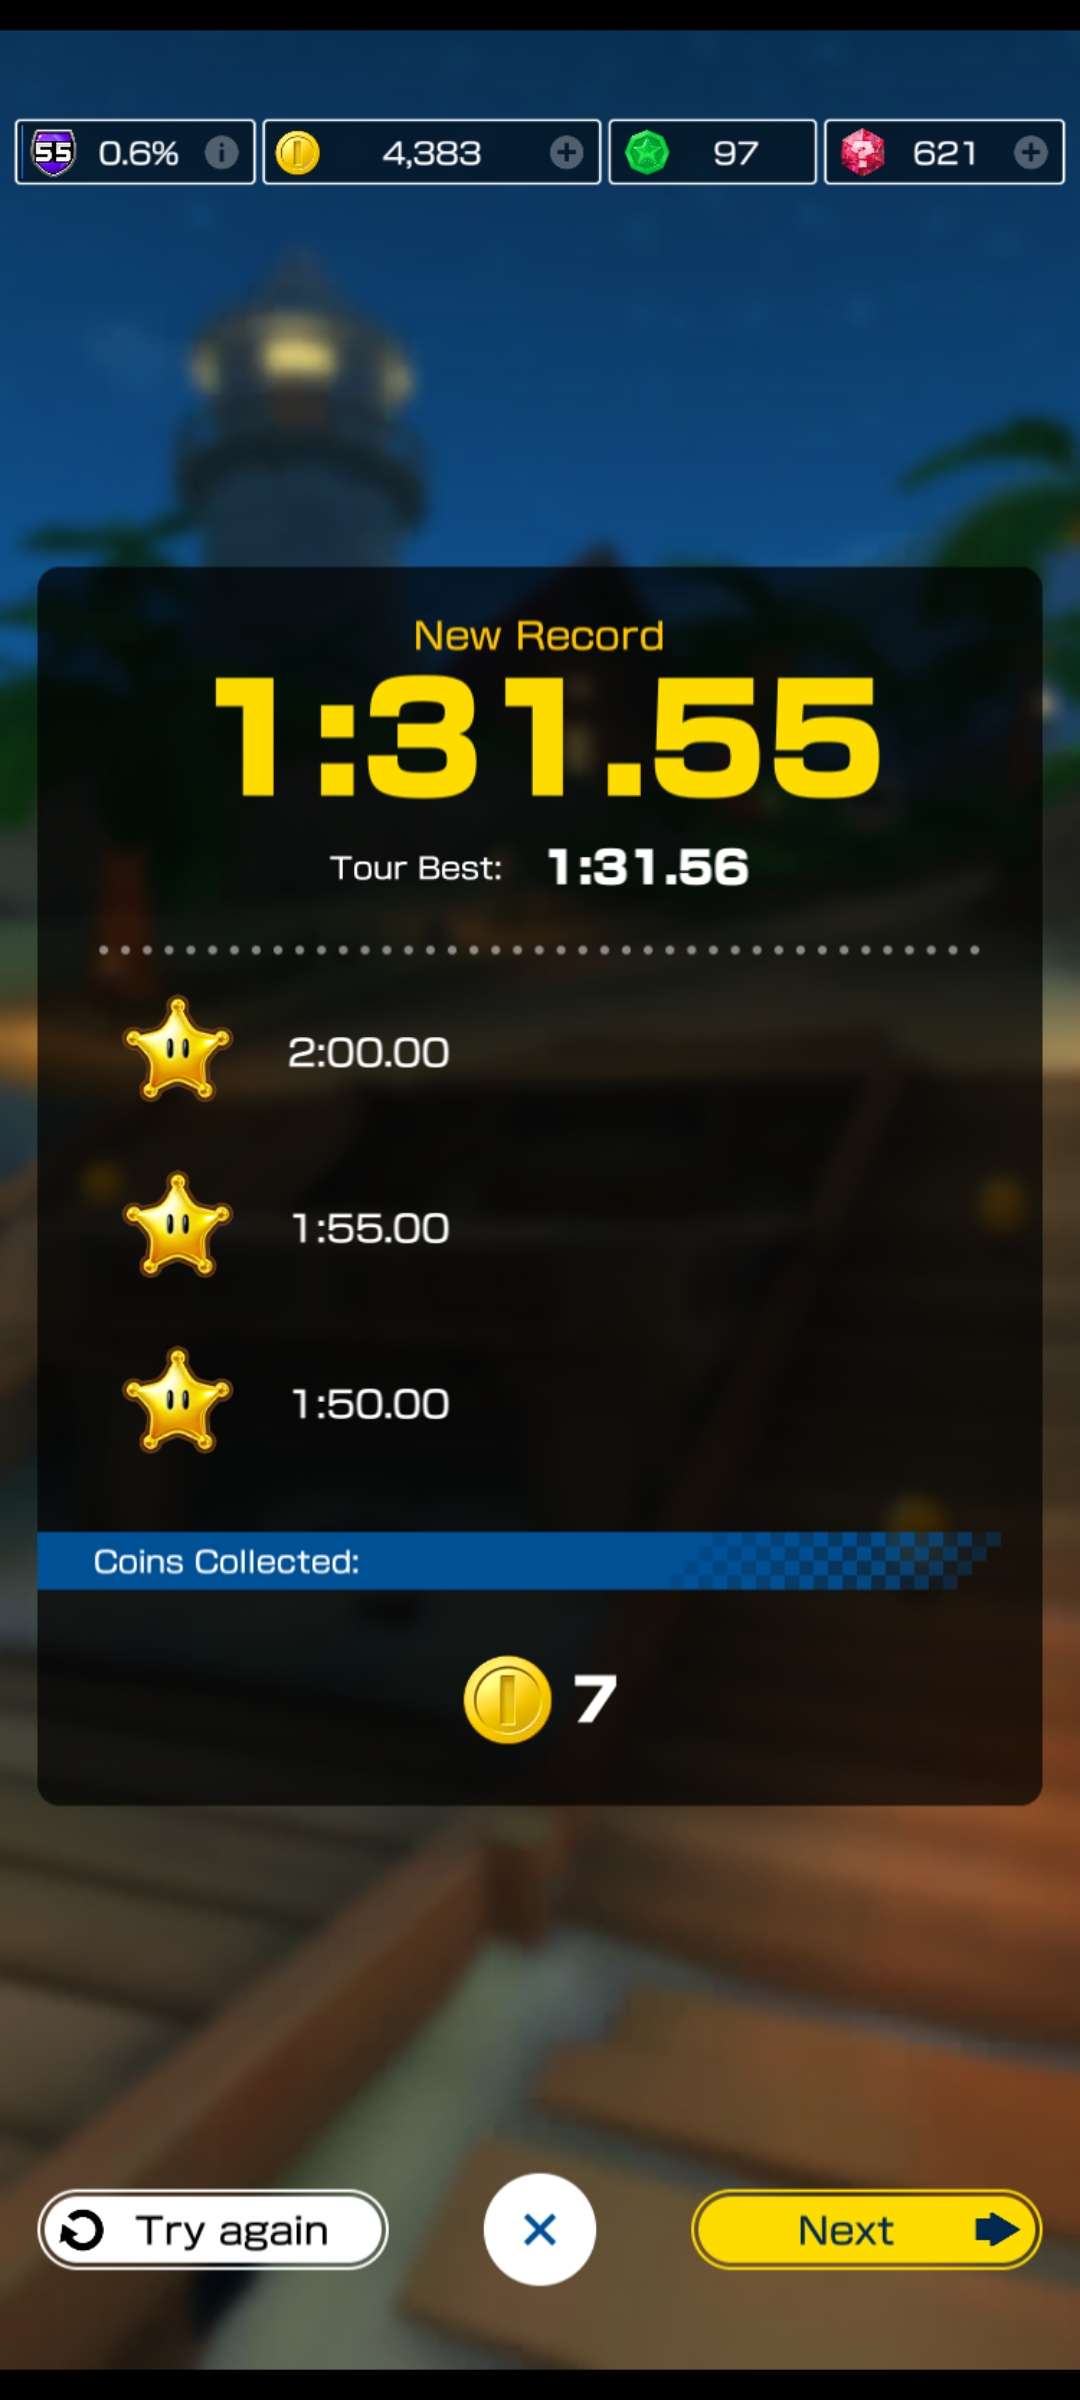 55 0.6% i 4,383 + 97 ? 621 +
New Record
1:31.55
Tour Best: 1:31.56
2:00.00
1:55.00
1:50.00
Coins Collected:
7
Try again × Next